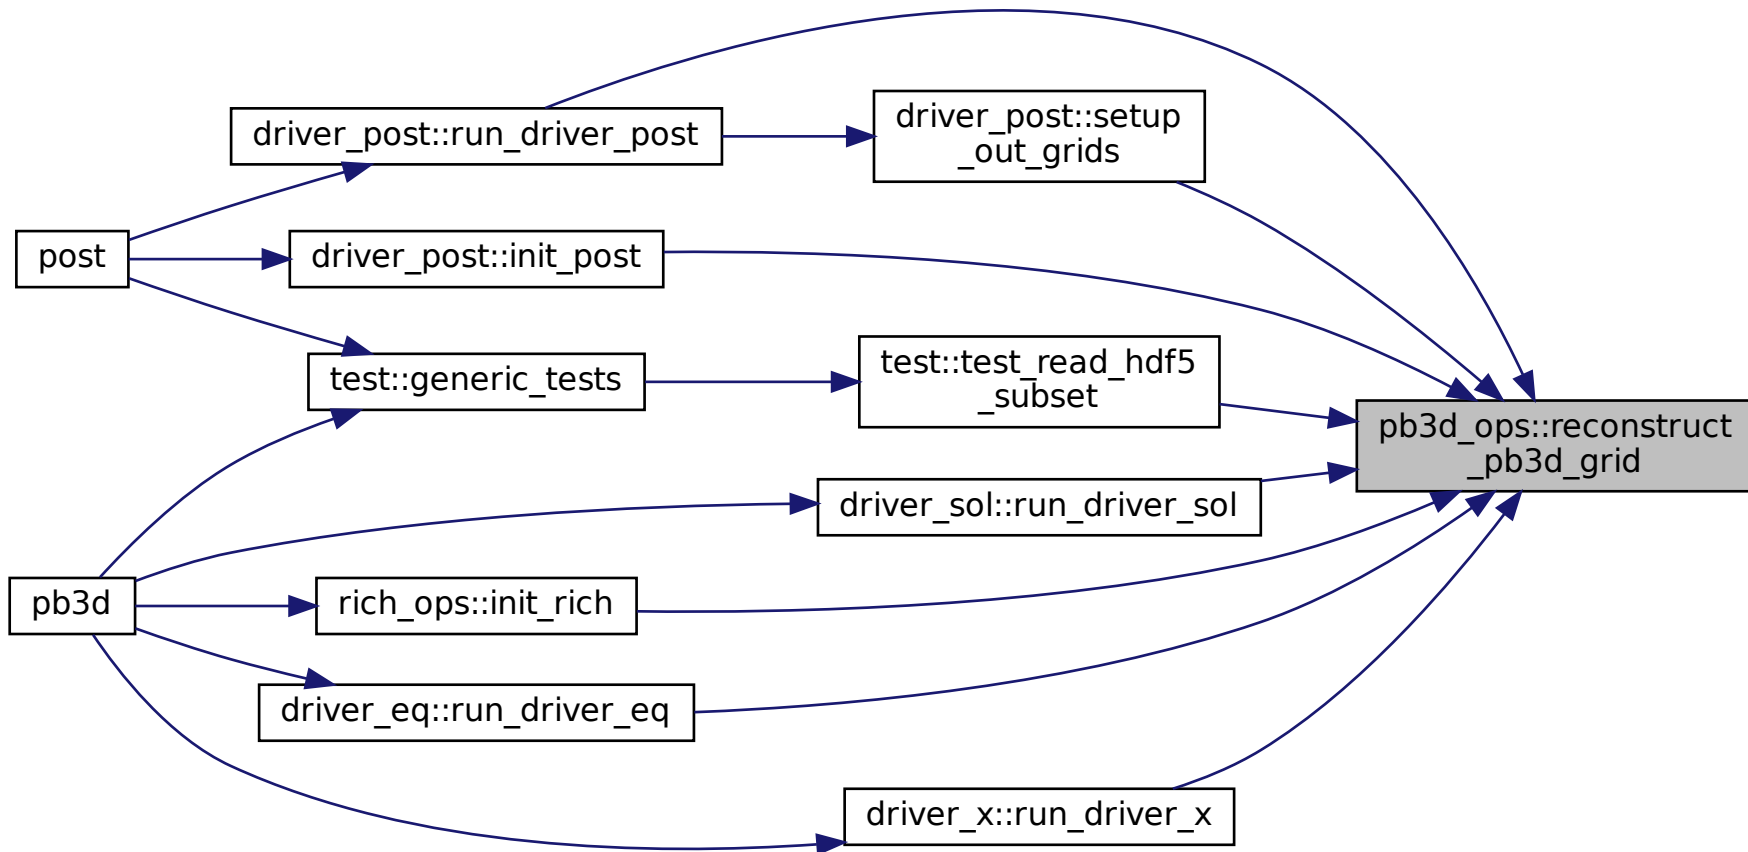 driver_post::run_driver_post
driver_post::setup
_out_grids
post
driver_post::init_post
test::generic_tests
test::test_read_hdf5
_subset
pb3d_ops::reconstruct
_pb3d_grid
driver_sol::run_driver_sol
pb3d
rich_ops::init_rich
driver_eq::run_driver_eq
driver_x::run_driver_x